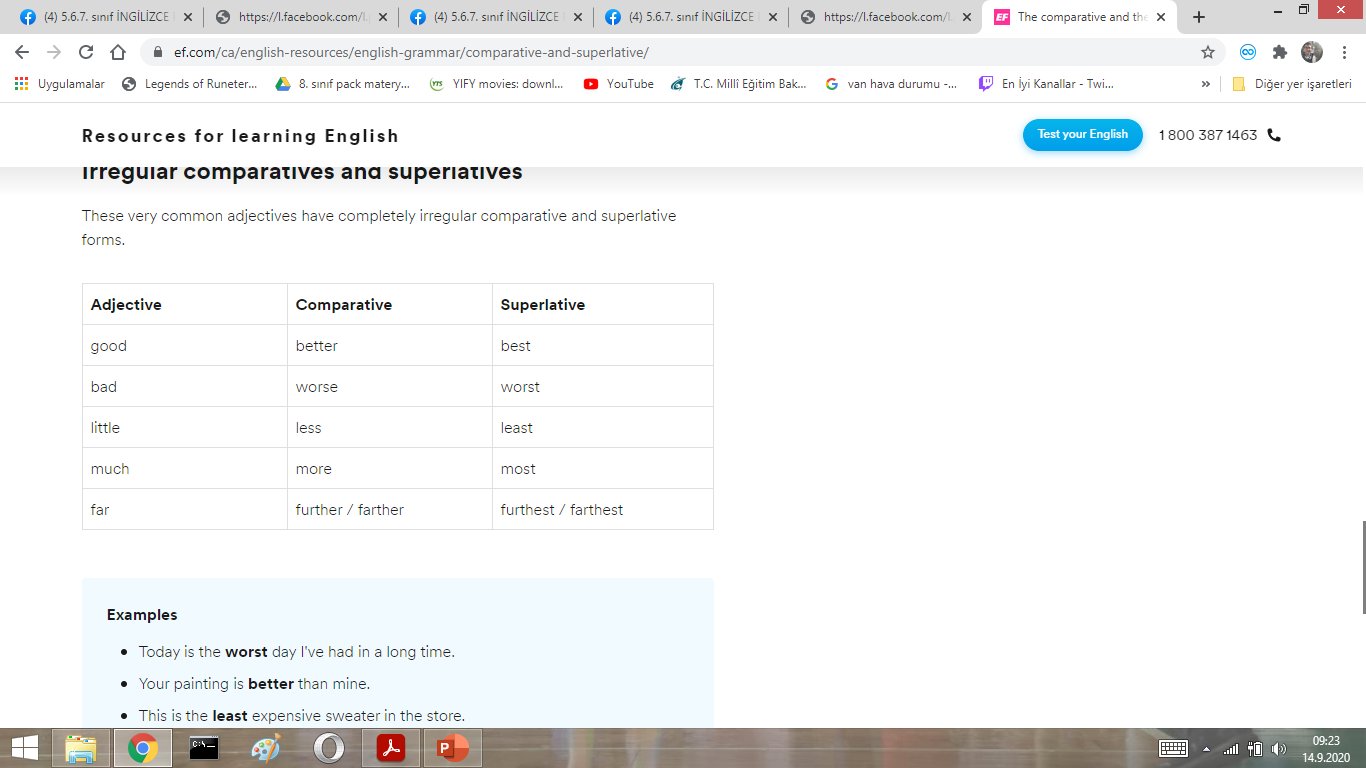 (4) 5.6.7. sınıf İNGİLİZCE
https://l.facebook.com/l.
(4) 5.6.7. sınıf İNGİLİZCE
(4) 5.6.7. sınıf İNGİLİZCE
https://l.facebook.com/l
EF The comparative and the
ef.com/ca/english-resources/english-grammar/comparative-and-superlative/
Uygulamalar
Legends of Runeter...
8. sınıf pack matery...
YTS YIFY movies: downl...
YouTube
T.C. Millî Eğitim Bak...
van hava durumu -...
En İyi Kanallar - Twi...
»
Diğer yer işaretleri
Resources for learning English
Test your English
1 800 387 1463
Irregular comparatives and superlatives
These very common adjectives have completely irregular comparative and superlative
forms.
Adjective Comparative Superlative
good better best
bad worse worst
little less least
much more most
far further / farther furthest / farthest
Examples
• Today is the worst day I've had in a long time.
• Your painting is better than mine.
• This is the least expensive sweater in the store.
09:23
14.9.2020